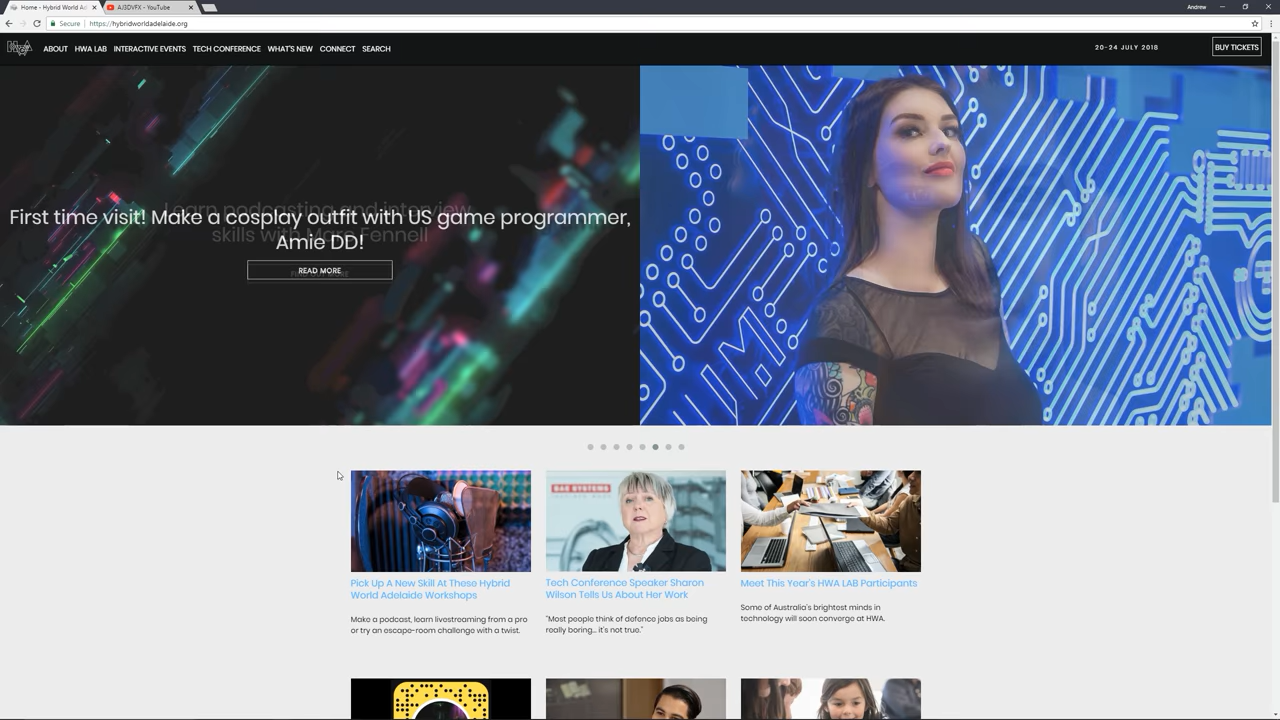 Home - Hybrid World Ad
AJ3DVFX - YouTube
Andrew
Secure
https://hybridworldadelaide.org
HWA
ABOUT
HWA LAB
INTERACTIVE EVENTS
TECH CONFERENCE
WHAT'S NEW
CONNECT
SEARCH
20-24 JULY 2018
BUY TICKETS
Learn podcasting and interview
skills with Marc Fennell
First time visit! Make a cosplay outfit with US game programmer,
Amie DD!
READ MORE
BAE SYSTEMS
Pick Up A New Skill At These Hybrid
World Adelaide Workshops
Make a podcast, learn livestreaming from a pro
or try an escape-room challenge with a twist.
Tech Conference Speaker Sharon
Wilson Tells Us About Her Work
"Most people think of defence jobs as being
really boring... it's not true."
Meet This Year's HWA LAB Participants
Some of Australia's brightest minds in
technology will soon converge at HWA.